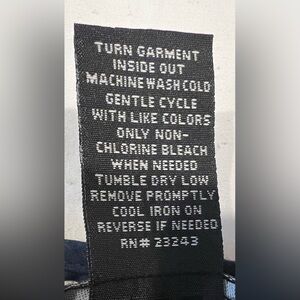 TURN GARMENT
INSIDE OUT
MACHINE WASH COLD
GENTLE CYCLE
WITH LIKE COLORS
ONLY NON-
CHLORINE BLEACH
WHEN NEEDED
TUMBLE DRY LOW
REMOVE PROMPTLY
COOL IRON ON
REVERSE IF NEEDED
RN# 23243